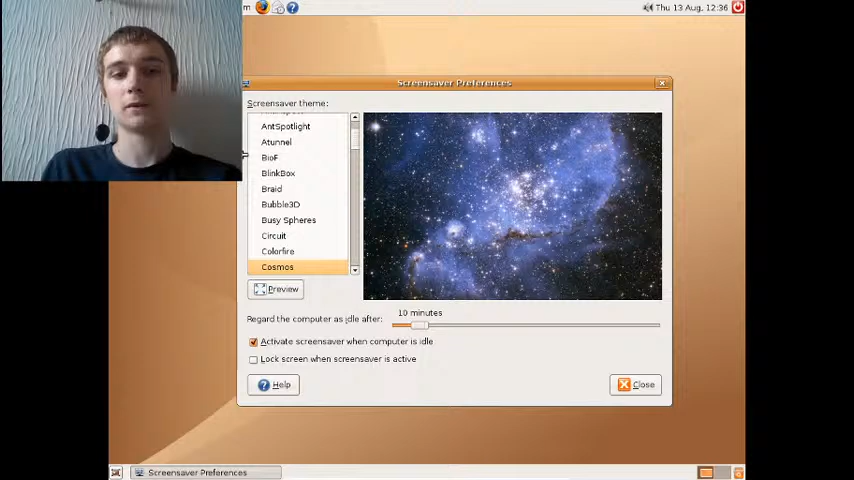 m
Thu 13 Aug, 12:36
Screensaver Preferences
Screensaver theme:
AntSpotlight
Atunnel
BioF
BlinkBox
Braid
Bubble3D
Busy Spheres
Circuit
Colorfire
Cosmos
Preview
10 minutes
Regard the computer as idle after:
Activate screensaver when computer is idle
Lock screen when screensaver is active
Help
Close
Screensaver Preferences